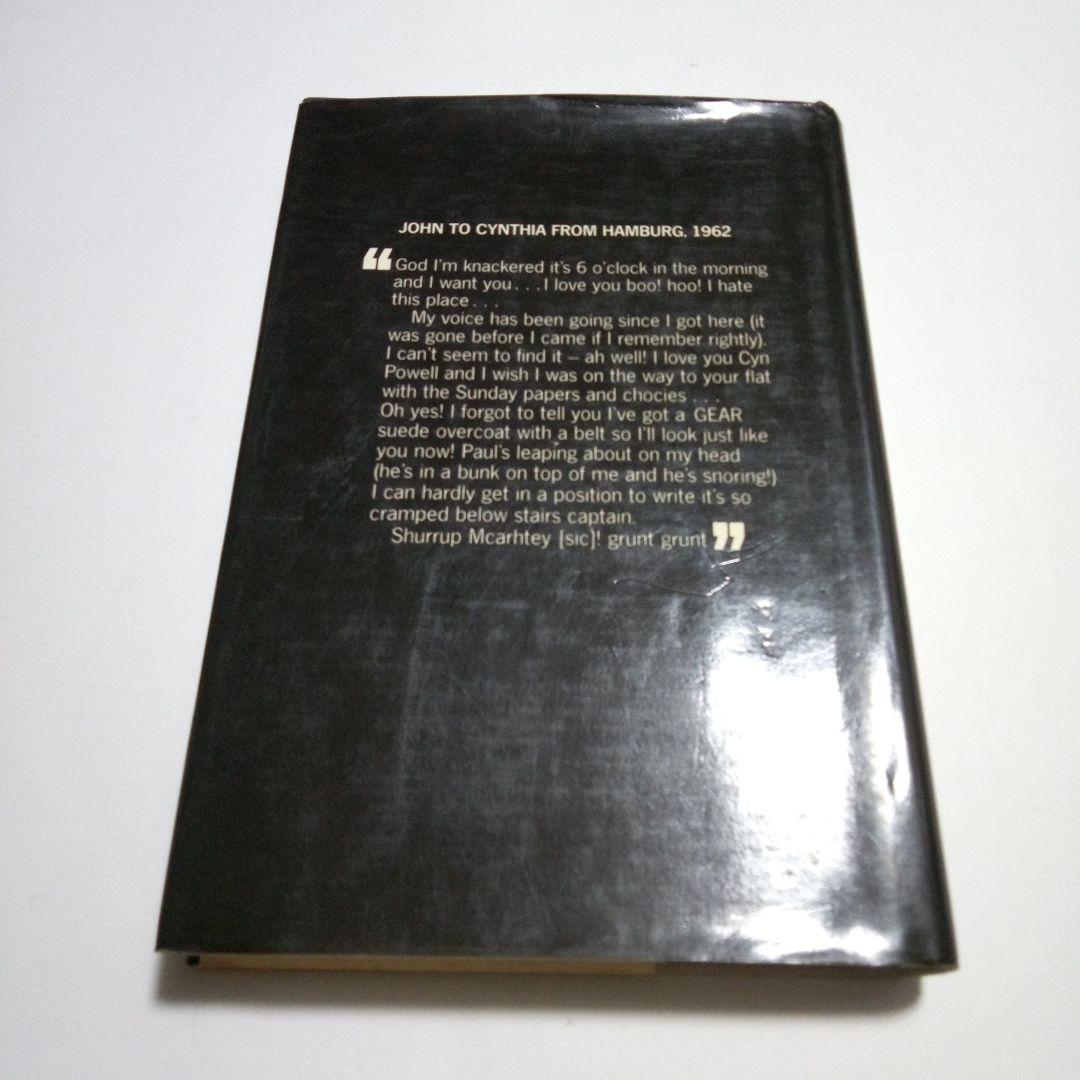 JOHN TO CYNTHIA FROM HAMBURG, 1962
“God I'm knackered it's 6 o'clock in the morning
and I want you . . . I love you boo! hoo! I hate
this place . . .
My voice has been going since I got here (it
was gone before I came if I remember rightly).
I can't seem to find it – ah well! I love you Cyn
Powell and I wish I was on the way to your flat
with the Sunday papers and chocies . . .
Oh yes! I forgot to tell you I've got a GEAR
suede overcoat with a belt so I'll look just like
you now! Paul's leaping about on my head
(he's in a bunk on top of me and he's snoring!)
I can hardly get in a position to write it's so
cramped below stairs captain.
Shurrup Mcarhtey [sic]! grunt grunt”